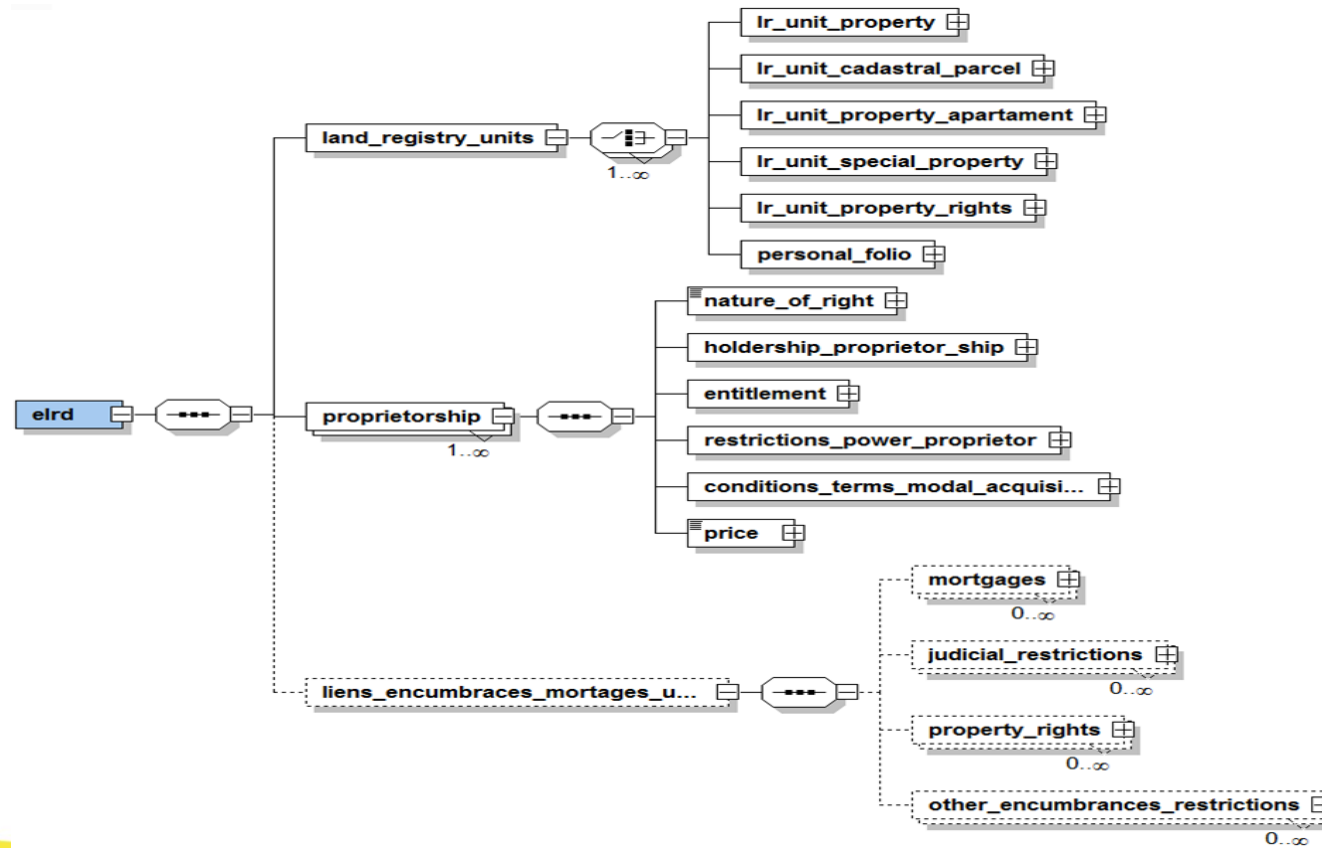 lr_unit_property
lr_unit_cadastral_parcel
lr_unit_property_apartament
land_registry_units
1..∞
lr_unit_special_property
lr_unit_property_rights
personal_folio
nature_of_right
holdership_proprietor_ship
entitlement
elrd
proprietorship
1..∞
restrictions_power_proprietor
conditions_terms_modal_acquisi...
price
mortgages
0..∞
judicial_restrictions
0..∞
liens_encumbraces_mortages_u...
property_rights
0..∞
other_encumbrances_restrictions
0..∞